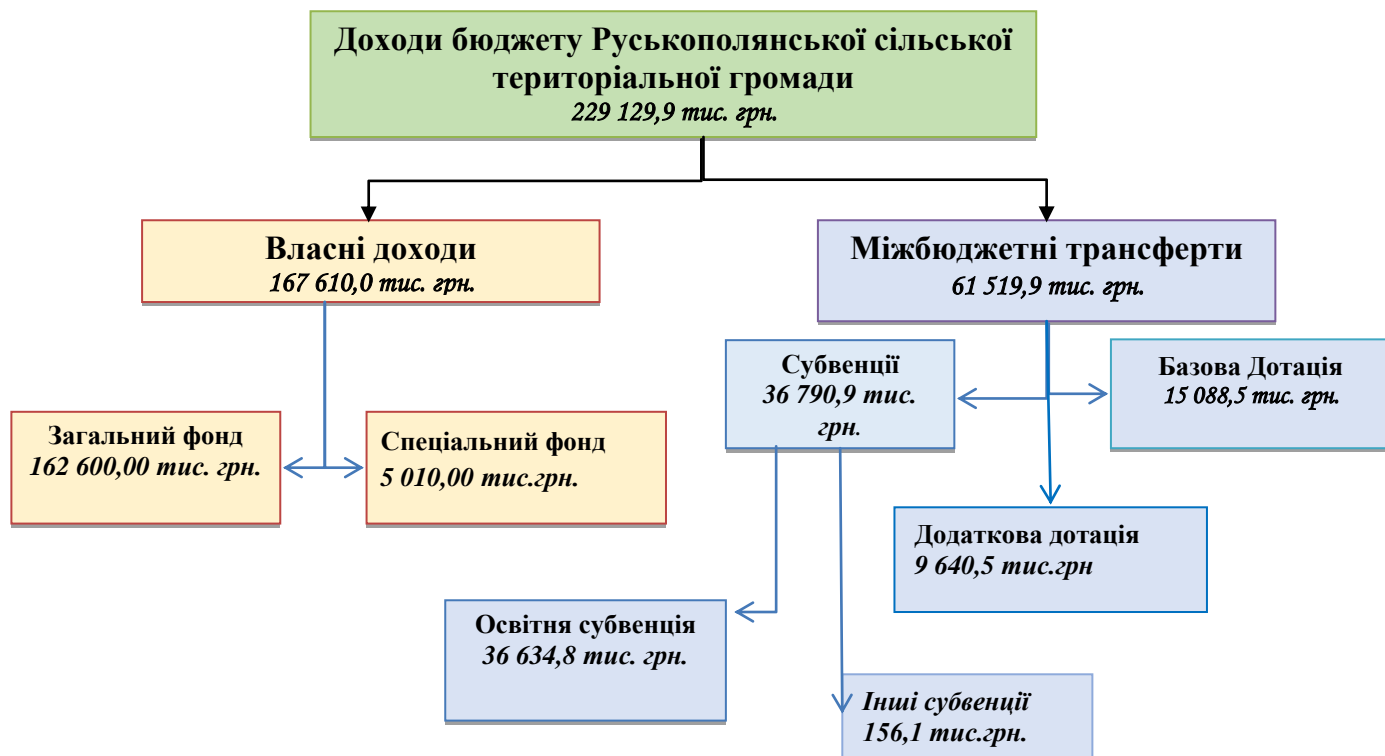 Доходи бюджету Руськополянської сільської
територіальної громади
229 129,9 тис. грн.
Власні доходи
167 610,0 тис. грн.
Міжбюджетні трансферти
61 519,9 тис. грн.
Субвенції
36 790,9 тис.
грн.
Базова Дотація
15 088,5 тис. грн.
Загальний фонд
162 600,00 тис. грн.
Спеціальний фонд
5 010,00 тис.грн.
Додаткова дотація
9 640,5 тис.грн
Освітня субвенція
36 634,8 тис. грн.
Інші субвенції
156,1 тис.грн.